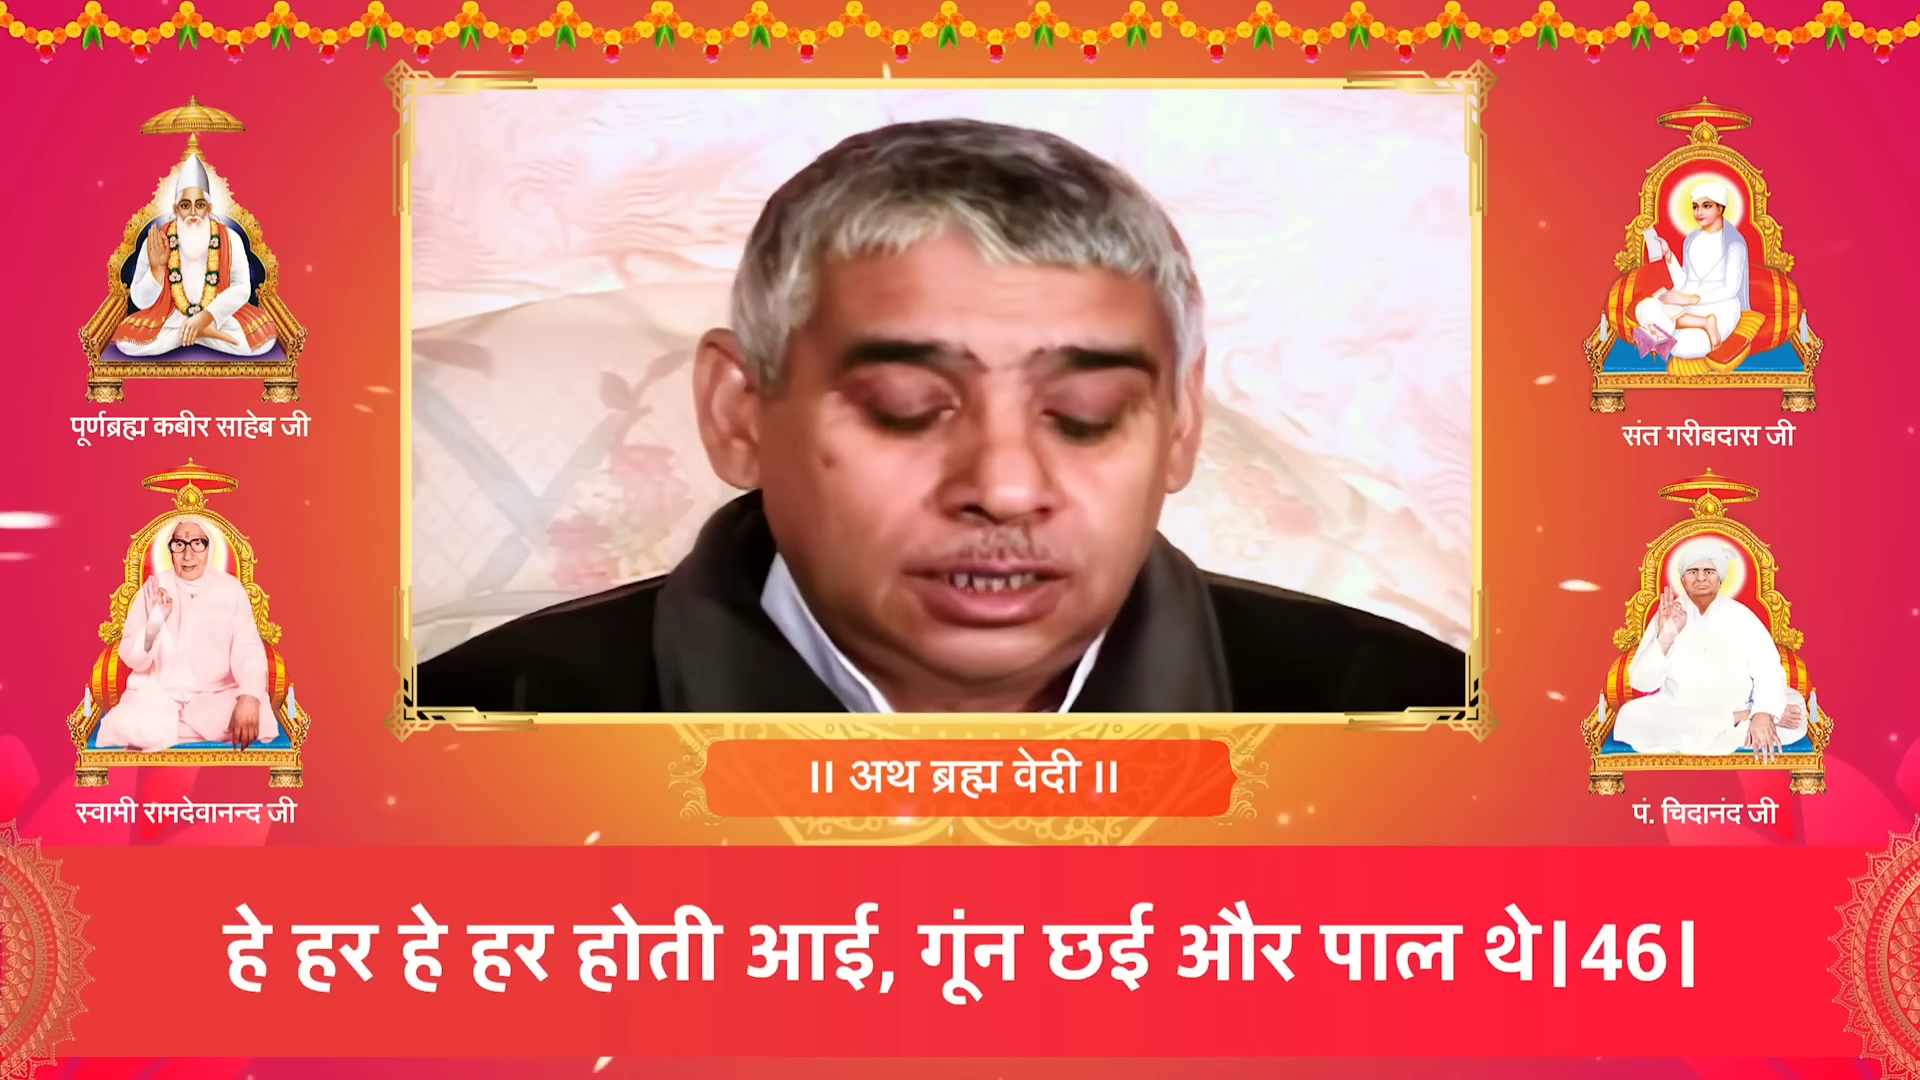 पूर्णब्रह्म कबीर साहेब जी
संत गरीबदास जी
स्वामी रामदेवानन्द जी
पं. चिदानंद जी
॥ अथ ब्रह्म वेदी ॥
हे हर हे हर होती आई, गूंन छई और पाल थे|46|